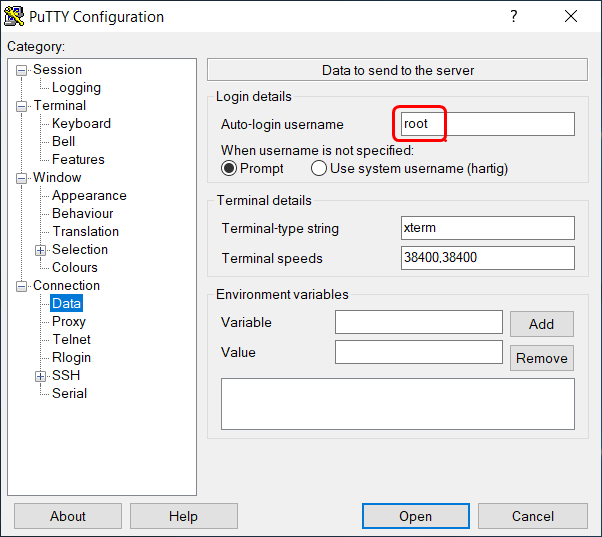 PuTTY Configuration
?
Category:
Session
Logging
Terminal
Keyboard
Bell
Features
Window
Appearance
Behaviour
Translation
Selection
Colours
Connection
Data
Proxy
Telnet
Rlogin
SSH
Serial
Data to send to the server
Login details
Auto-login username root
When username is not specified:
Prompt Use system username (hartig)
Terminal details
Terminal-type string xterm
Terminal speeds 38400,38400
Environment variables
Variable Add
Value Remove
About Help Open Cancel